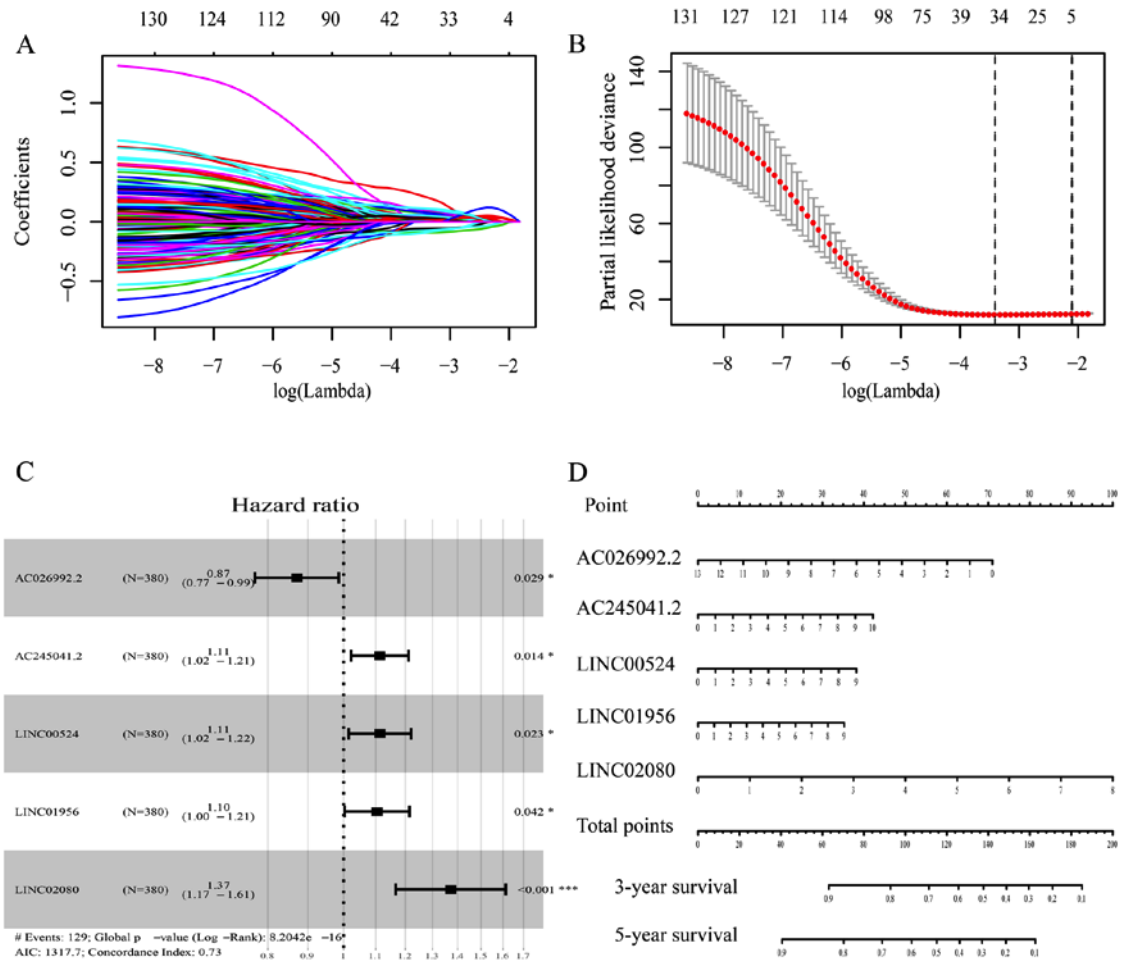 A
130 124 112 90 42 33 4
Coefficients
1.0
0.5
0.0
−0.5
−8 −7 −6 −5 −4 −3 −2
log(Lambda)
B
131 127 121 114 98 75 39 34 25 5
Partial likelihood deviance
140
100
60
20
−8 −7 −6 −5 −4 −3 −2
log(Lambda)
C
Hazard ratio
AC026992.2 (N=380) 0.87 0.029 *
(0.77 −0.99)
AC245041.2 (N=380) 1.11 0.014 *
(1.02 −1.21)
LINC00524 (N=380) 1.11 0.023 *
(1.02 −1.22)
LINC01956 (N=380) 1.10 0.042 *
(1.00 −1.21)
LINC02080 (N=380) 1.37 <0.001 ***
(1.17 −1.61)
# Events: 129; Global p −value (Log −Rank): 8.2042e −16
AIC: 1317.7; Concordance Index: 0.73
0.8 0.9 1 1.1 1.2 1.3 1.4 1.5 1.6 1.7
D
Point
0 10 20 30 40 50 60 70 80 90 100
AC026992.2
13 12 11 10 9 8 7 6 5 4 3 2 1 0
AC245041.2
0 1 2 3 4 5 6 7 8 9 10
LINC00524
0 1 2 3 4 5 6 7 8 9
LINC01956
0 1 2 3 4 5 6 7 8 9
LINC02080
0 1 2 3 4 5 6 7 8
Total points
0 20 40 60 80 100 120 140 160 180 200
3-year survival
0.9 0.8 0.7 0.6 0.5 0.4 0.3 0.2 0.1
5-year survival
0.9 0.8 0.7 0.6 0.5 0.4 0.3 0.2 0.1